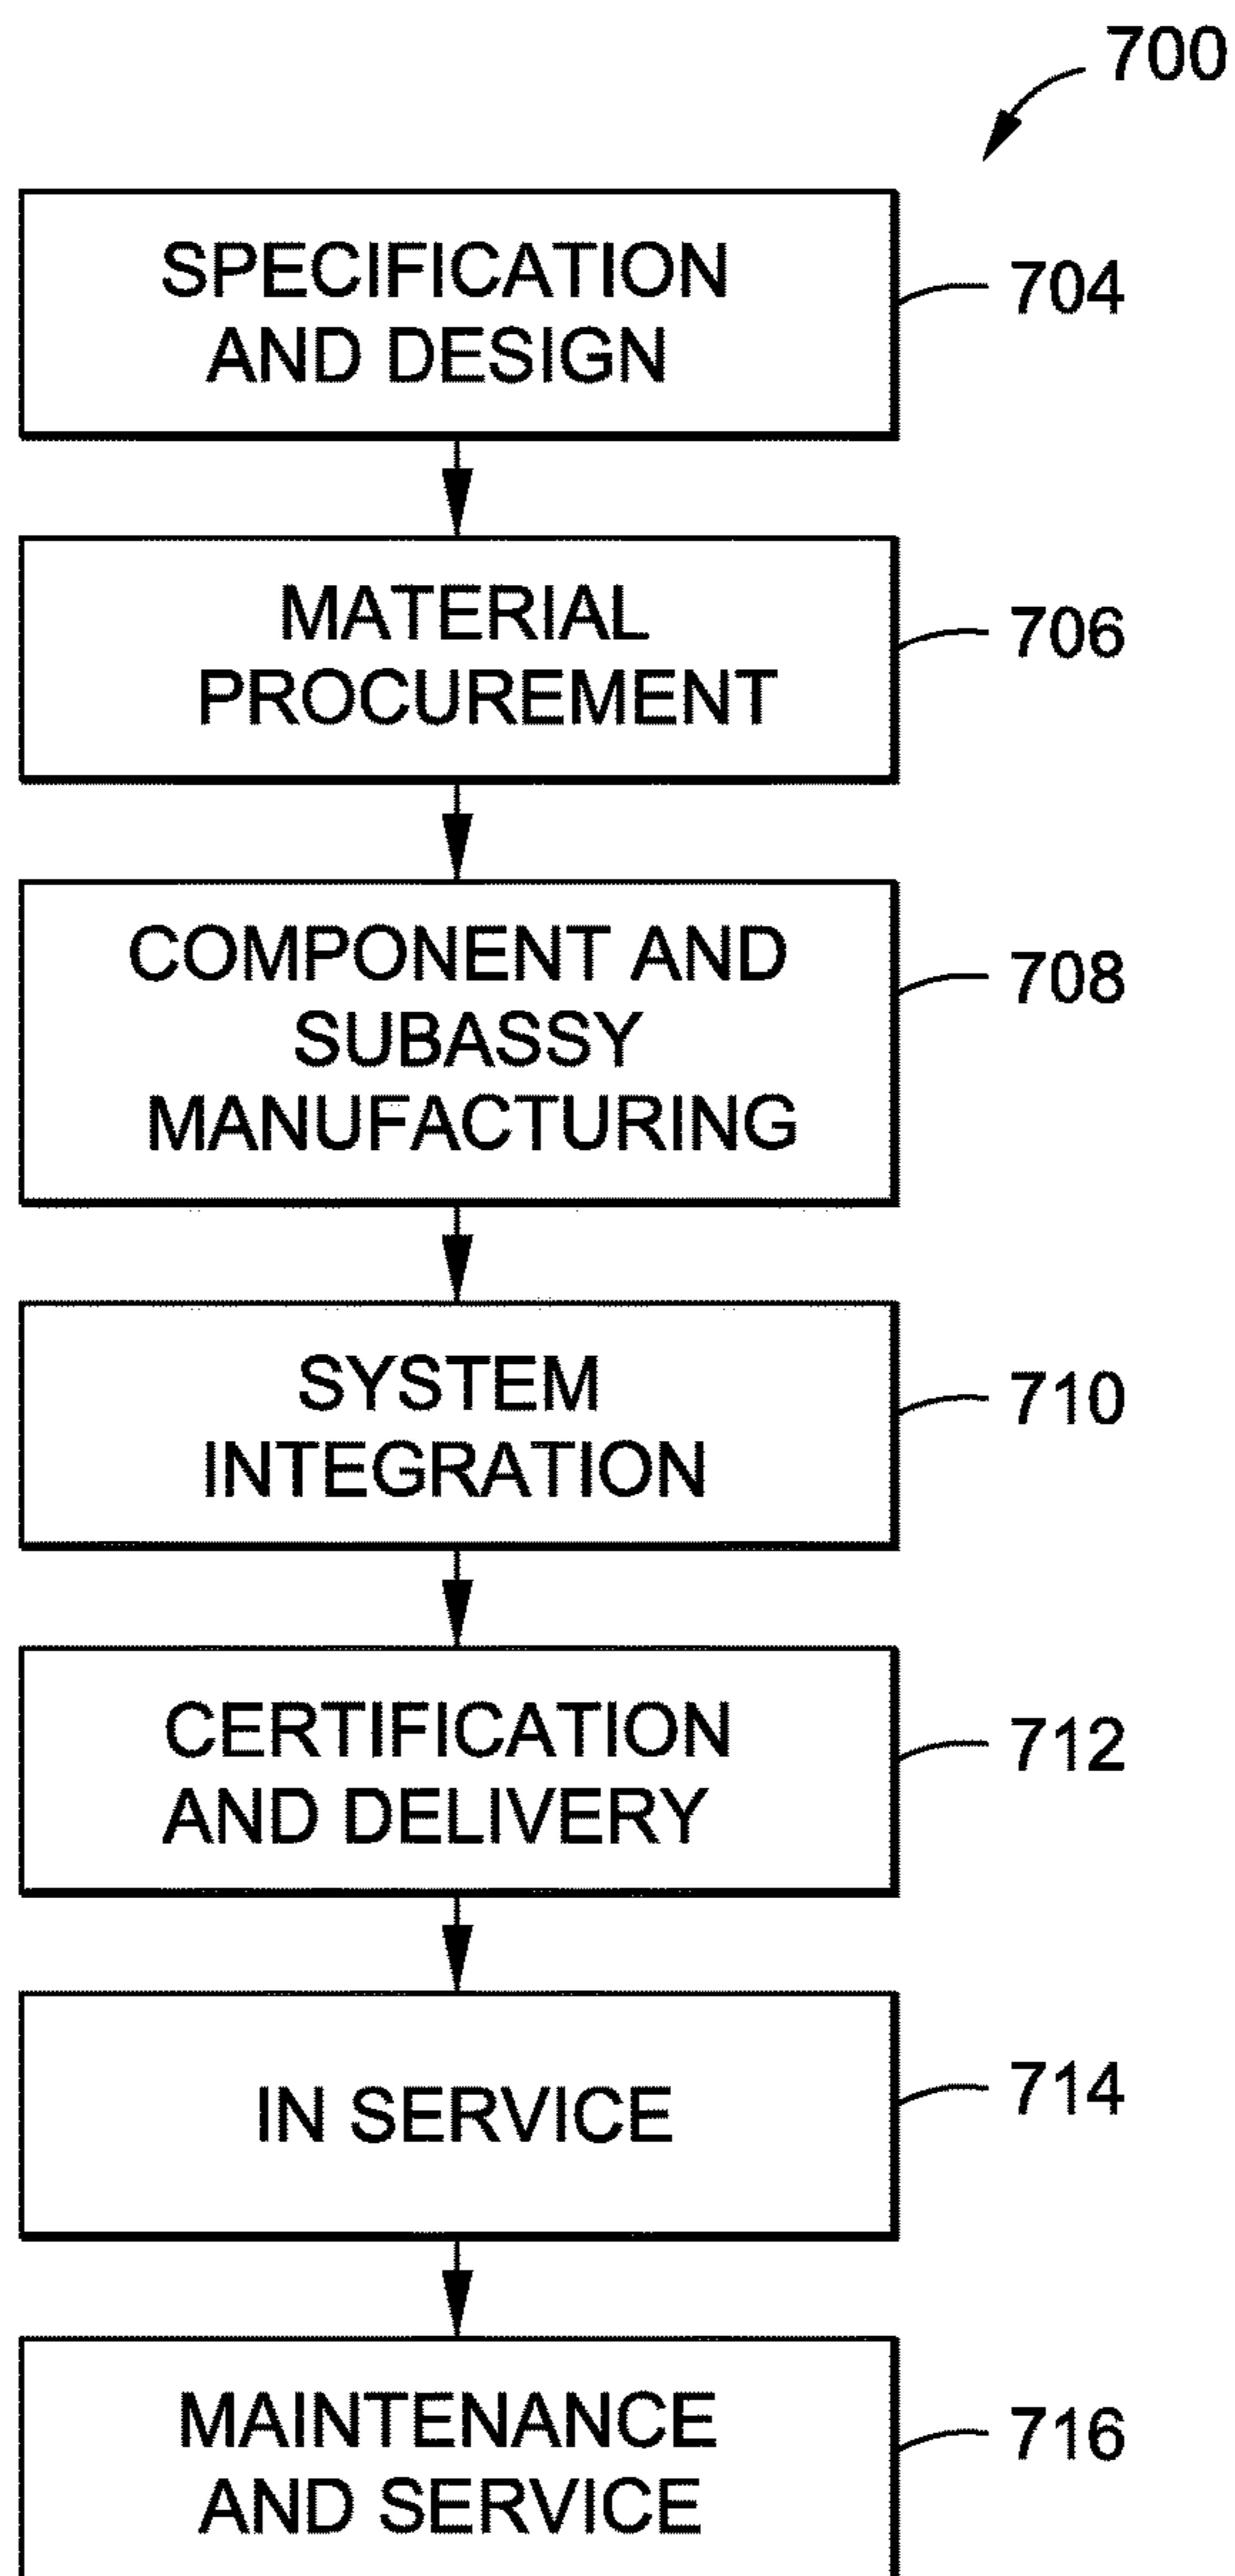 700
SPECIFICATION
AND DESIGN
704
MATERIAL
PROCUREMENT
706
COMPONENT AND
SUBASSY
MANUFACTURING
708
SYSTEM
INTEGRATION
710
CERTIFICATION
AND DELIVERY
712
IN SERVICE
714
MAINTENANCE
AND SERVICE
716